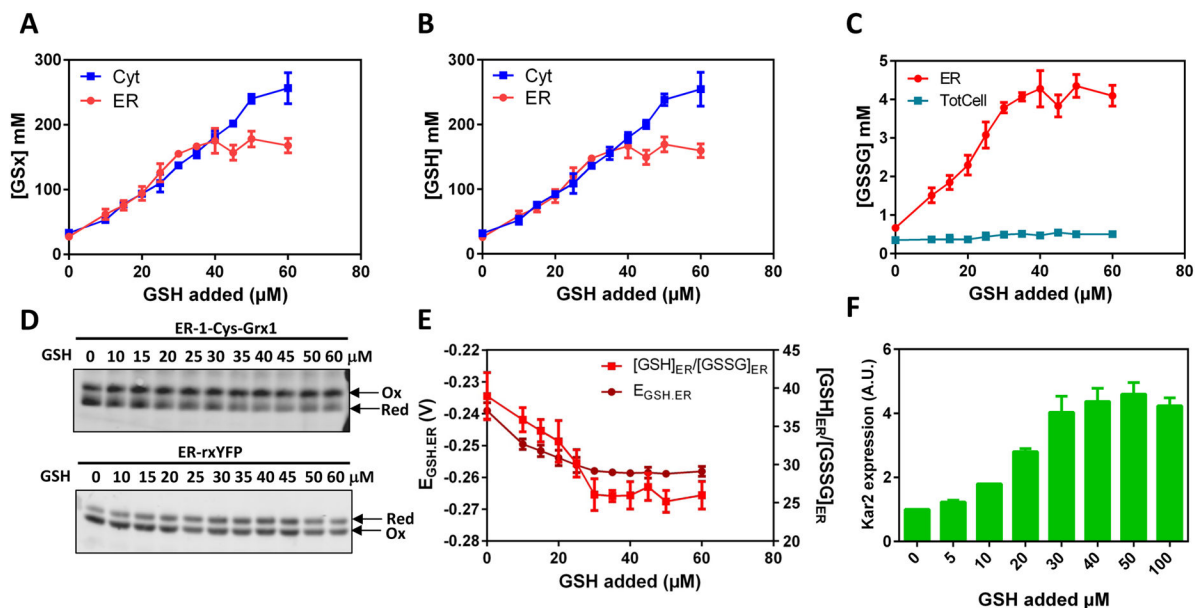 A
[GSx] mM
300
200
100
0
0 20 40 60 80
Cyt
ER
GSH added (μM)
B
[GSH] mM
300
200
100
0
0 20 40 60 80
Cyt
ER
GSH added (μM)
C
[GSSG] mM
5
4
3
2
1
0
0 20 40 60 80
ER
TotCell
GSH added (μM)
D
ER-1-Cys-Grx1
GSH 0 10 15 20 25 30 35 40 45 50 60 μM
Ox
Red
ER-rxYFP
GSH 0 10 15 20 25 30 35 40 45 50 60 μM
Red
Ox
E
E GSH.ER (V)
-0.22
-0.23
-0.24
-0.25
-0.26
-0.27
-0.28
0 20 40 60 80
[GSH]ER/[GSSG]ER
E GSH.ER
45
40
35
30
25
20
[GSH]ER/[GSSG]ER
GSH added (μM)
F
Kar2 expression (A.U.)
6
4
2
0
0 5 10 20 30 40 50 100
GSH added μM